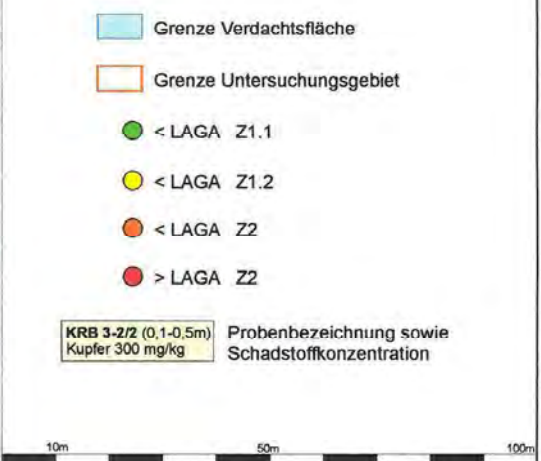 Grenze Verdachtsfläche
Grenze Untersuchungsgebiet
< LAGA Z1.1
< LAGA Z1.2
< LAGA Z2
> LAGA Z2
KRB 3-2/2 (0,1-0,5m)
Kupfer 300 mg/kg
Probenbezeichnung sowie
Schadstoffkonzentration
10m 50m 100m